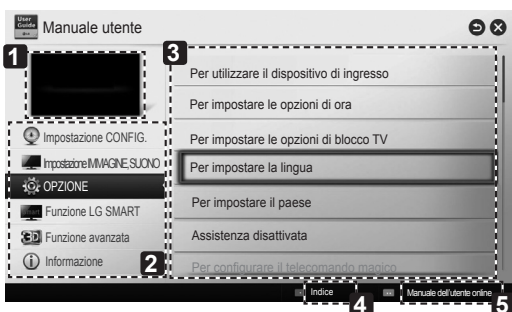 User
Guide
Manuale utente
1
3
Per utilizzare il dispositivo di ingresso
Per impostare le opzioni di ora
Per impostare le opzioni di blocco TV
Per impostare la lingua
Per impostare il paese
Assistenza disattivata
Per configurare il telecomando magico
Impostazione CONFIG.
Impostazione IMMAGINE, SUONO
OPZIONE
Funzione LG SMART
3D Funzione avanzata
Informazione
2
Indice
4
Manuale dell'utente online
5